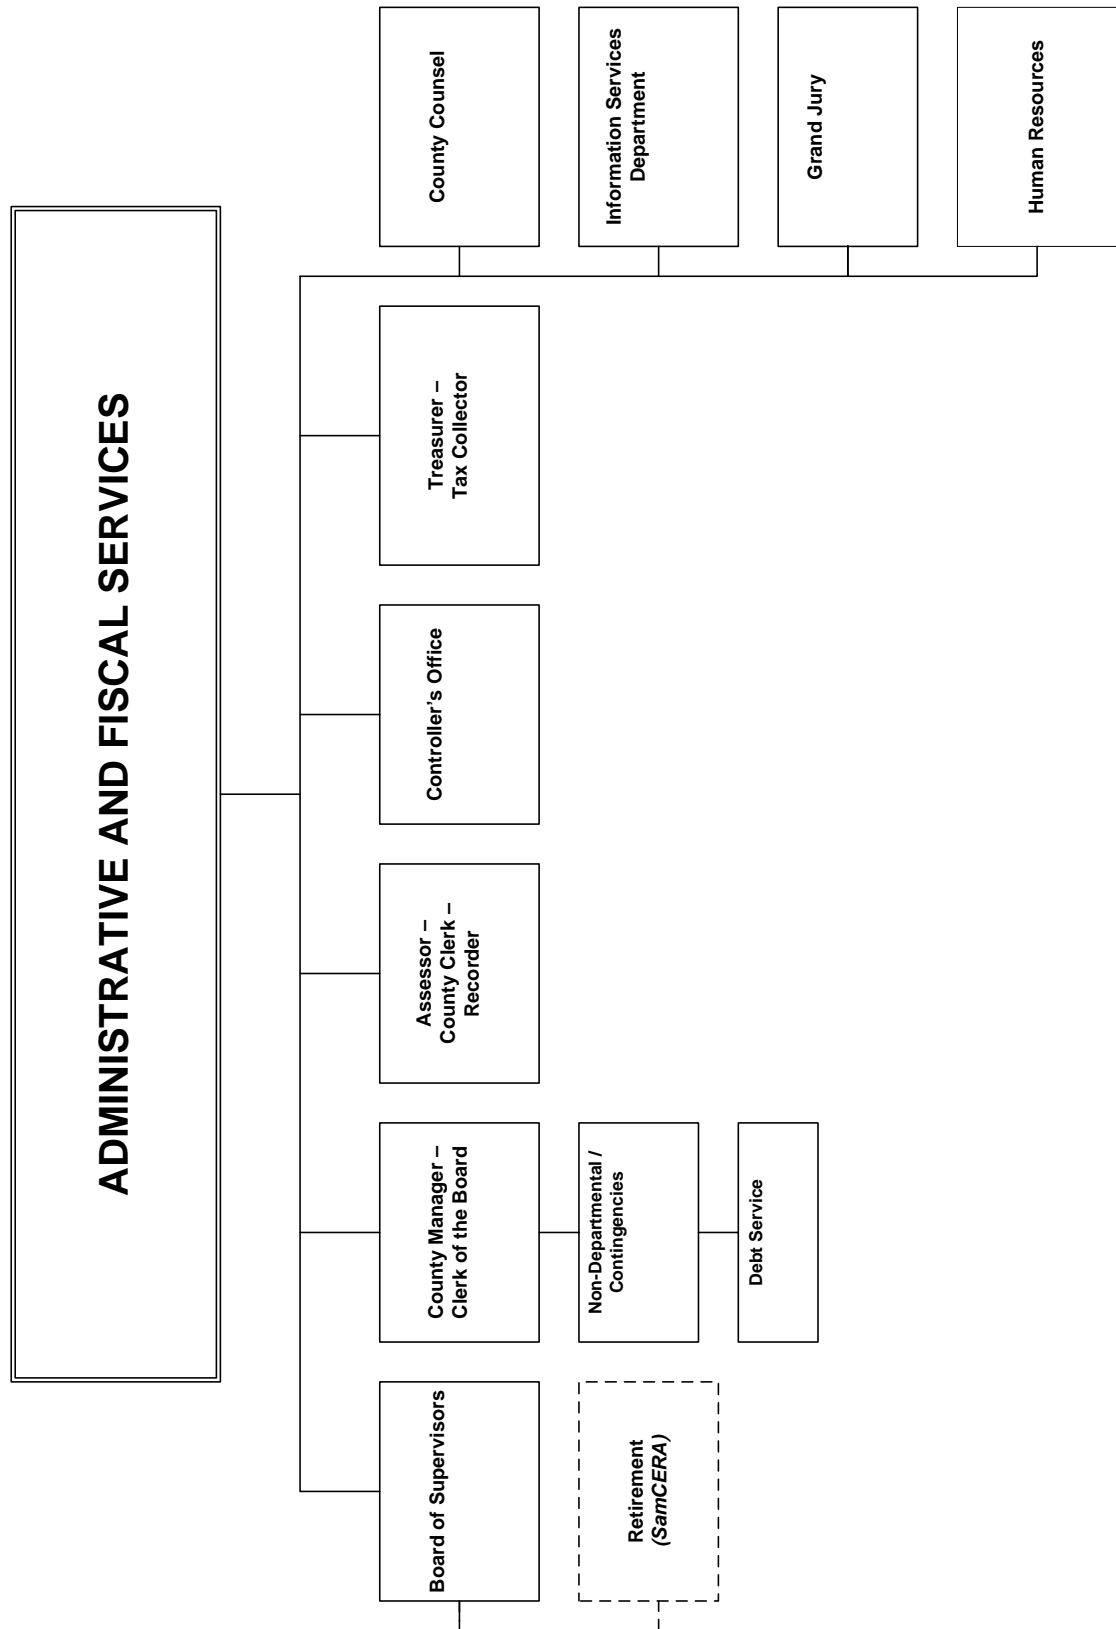 ADMINISTRATIVE AND FISCAL SERVICES
Board of Supervisors
County Manager –
Clerk of the Board
Assessor –
County Clerk –
Recorder
Controller’s Office
Treasurer –
Tax Collector
County Counsel
Retirement
(SamCERA)
Non-Departmental /
Contingencies
Information Services
Department
Debt Service
Grand Jury
Human Resources